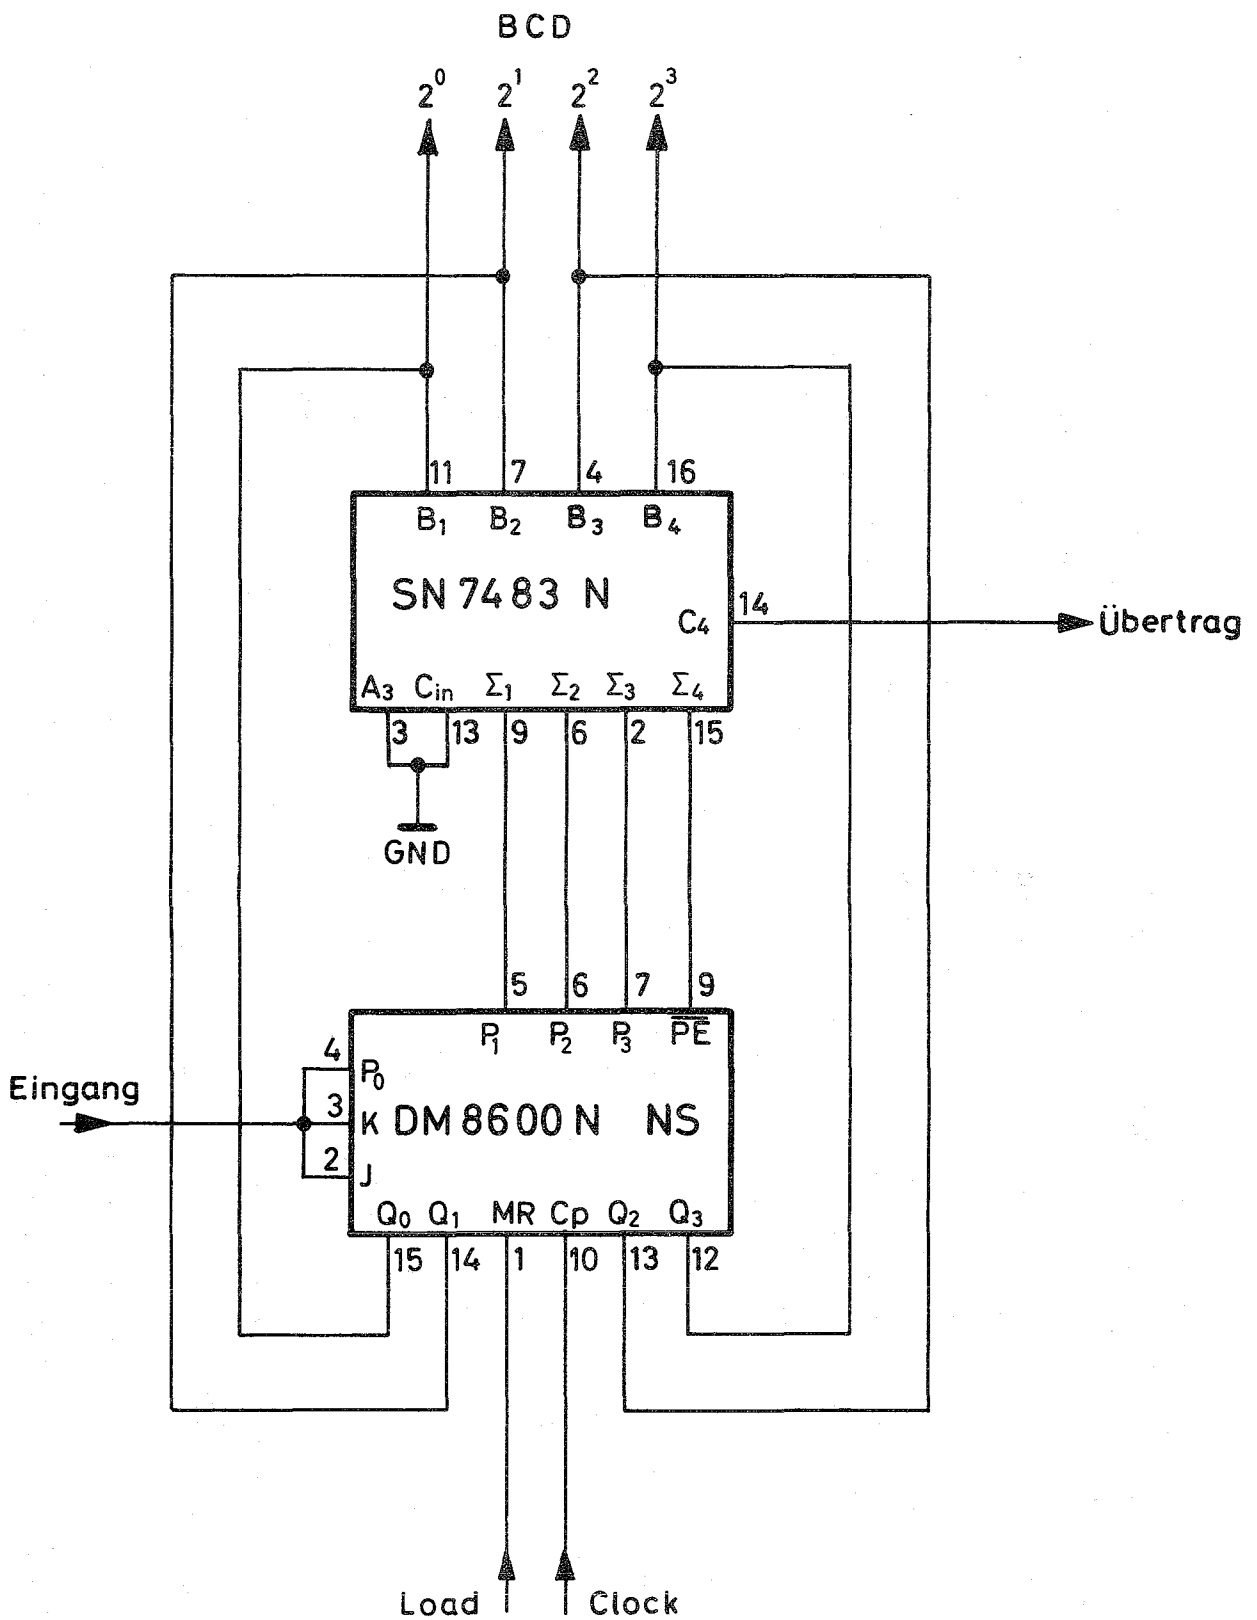 BCD
2⁰ 2¹ 2² 2³
11 7 4 16
B₁ B₂ B₃ B₄
SN 7483 N
14
C₄
Übertrag
A₃ Cin Σ₁ Σ₂ Σ₃ Σ₄
3 13 9 6 2 15
GND
5 6 7 9
P₁ P₂ P₃ P̅E̅
4
P₀
Eingang
3
K DM 8600 N NS
2
J
Q₀ Q₁ MR Cp Q₂ Q₃
15 14 1 10 13 12
Load Clock